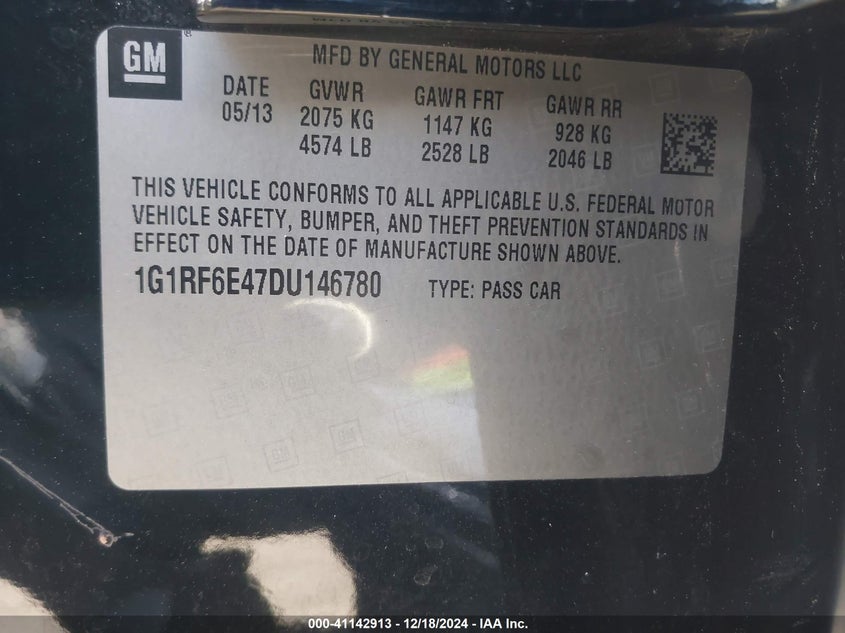 GM®
MFD BY GENERAL MOTORS LLC
DATE GVWR GAWR FRT GAWR RR
05/13 2075 KG 1147 KG 928 KG
4574 LB 2528 LB 2046 LB
THIS VEHICLE CONFORMS TO ALL APPLICABLE U.S. FEDERAL MOTOR
VEHICLE SAFETY, BUMPER, AND THEFT PREVENTION STANDARDS IN
EFFECT ON THE DATE OF MANUFACTURE SHOWN ABOVE.
1G1RF6E47DU146780 TYPE: PASS CAR
000-41142913 - 12/18/2024 - IAA Inc.